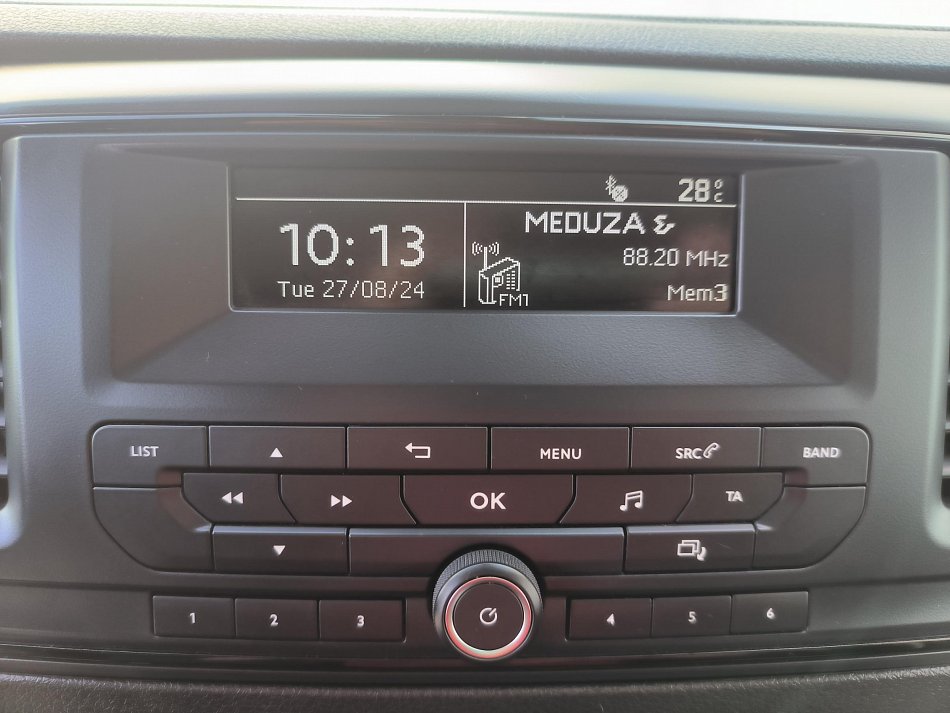 28°C
10:13
Tue 27/08/24
MEDUZA &
88.20 MHz
FM1
Mem3
LIST
MENU
SRC
BAND
OK
TA
1 2 3 4 5 6